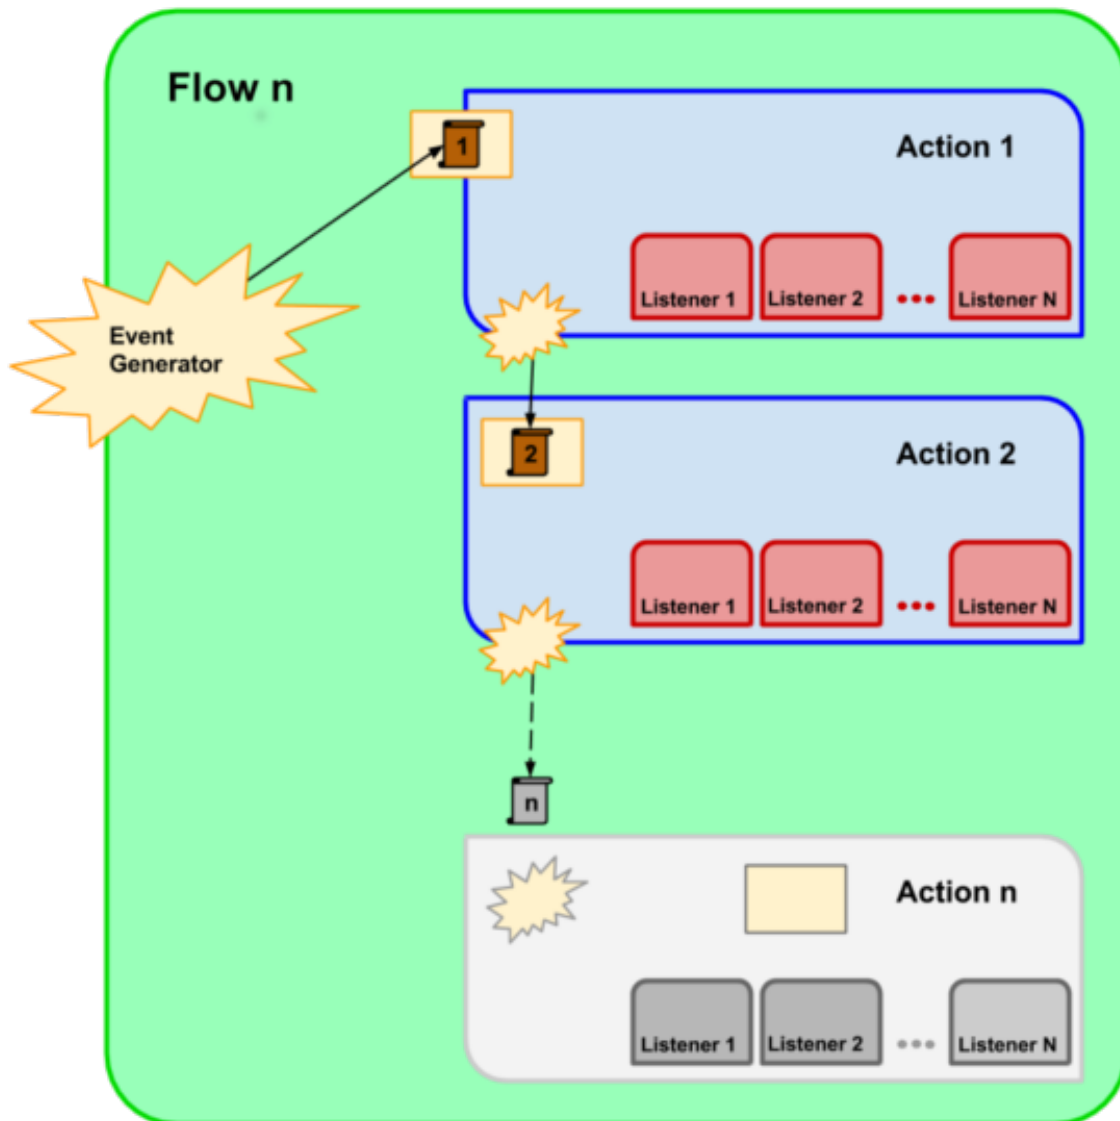 Flow n
1
Action 1
Listener 1 Listener 2 Listener N
Event
Generator
2
Action 2
Listener 1 Listener 2 Listener N
n
Action n
Listener 1 Listener 2 Listener N